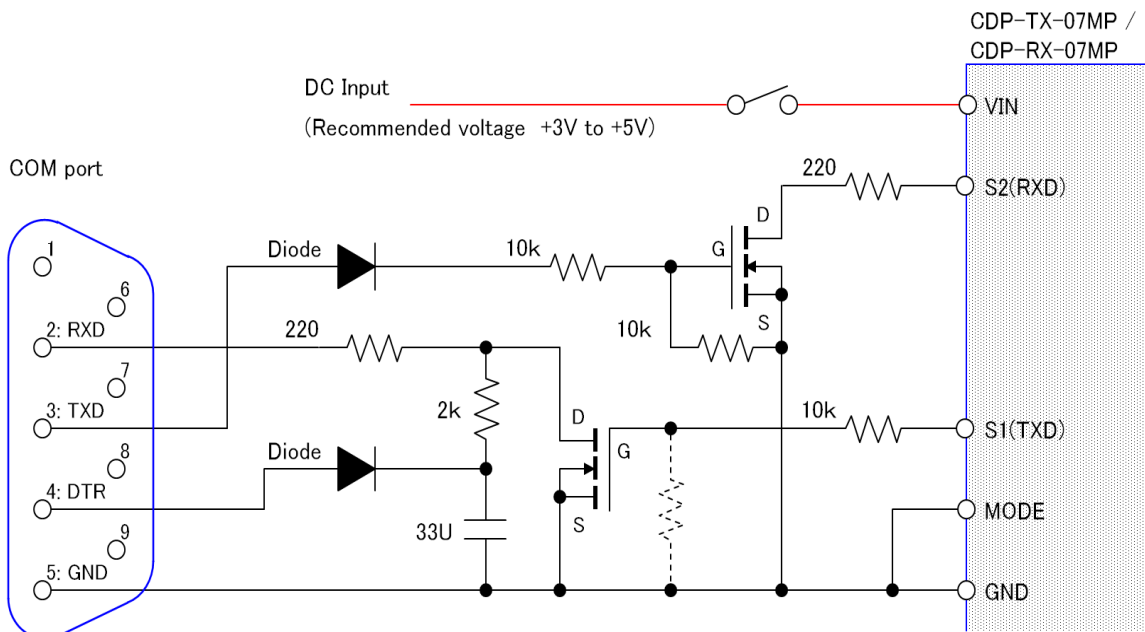 CDP-TX-07MP /
CDP-RX-07MP
DC Input
(Recommended voltage +3V to +5V)
VIN
COM port
220
S2(RXD)
D
1
Diode
10k
G
6
S
2: RXD
220
10k
7
2k
D
10k
3: TXD
S1(TXD)
G
8
Diode
4: DTR
S
MODE
33U
9
5: GND
GND